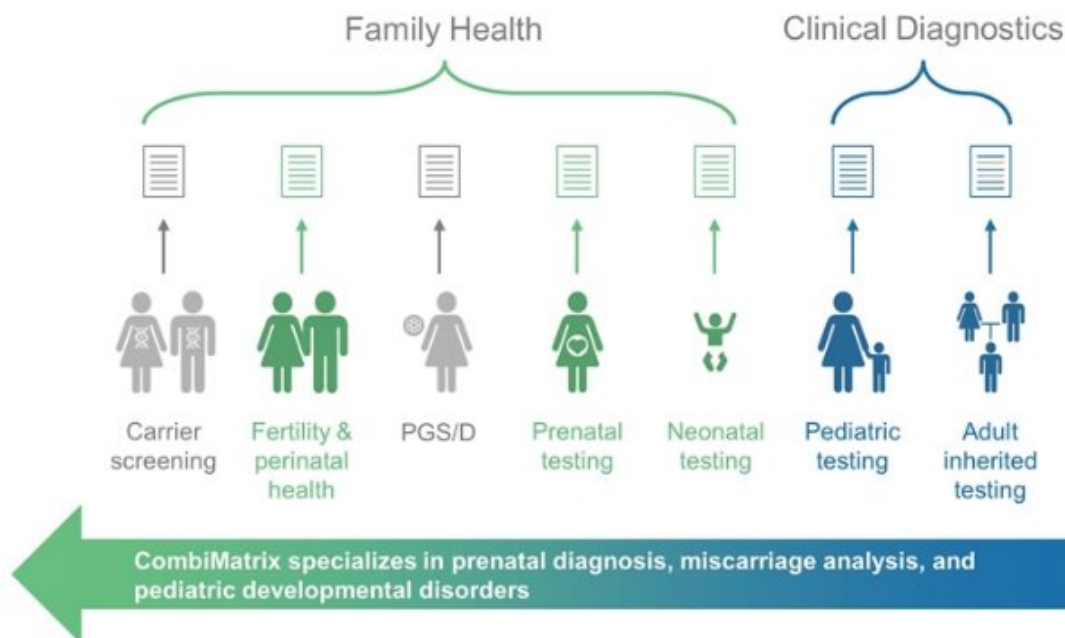 Family Health
Clinical Diagnostics
Carrier
screening
Fertility &
perinatal
health
PGS/D
Prenatal
testing
Neonatal
testing
Pediatric
testing
Adult
inherited
testing
CombiMatrix specializes in prenatal diagnosis, miscarriage analysis, and
pediatric developmental disorders